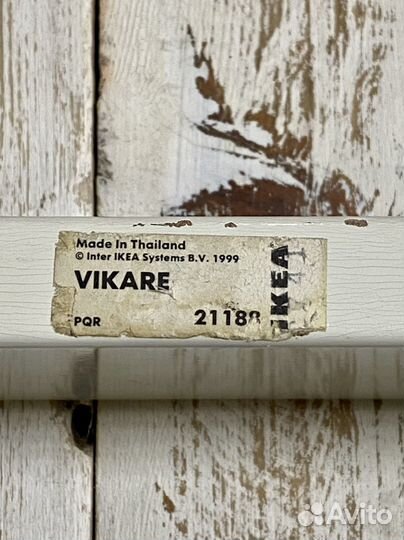 Made In Thailand
© Inter IKEA Systems B.V. 1999
VIKARE
PQR 21188
IKEA
Avito